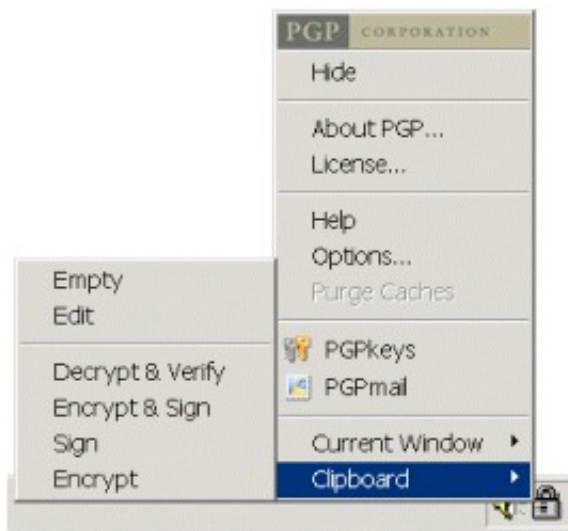 PGP CORPORATION
Hide
About PGP...
License...
Help
Options...
Purge Caches
PGPkeys
PGPmail
Current Window
Clipboard
Empty
Edit
Decrypt & Verify
Encrypt & Sign
Sign
Encrypt